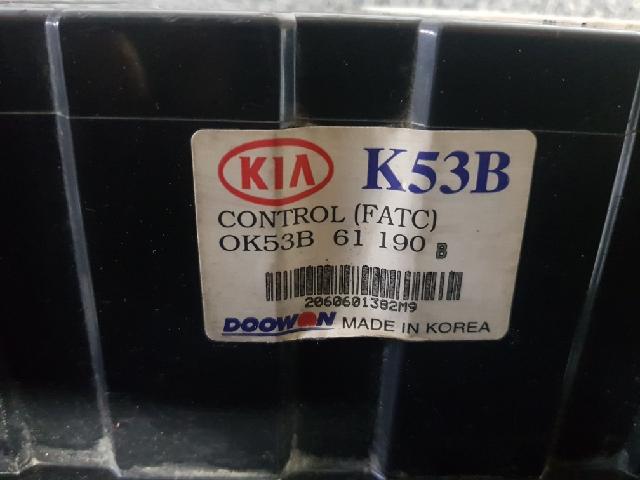 KIA K53B
CONTROL (FATC)
OK53B 61 190 B
2060601382M9
DOOWON MADE IN KOREA